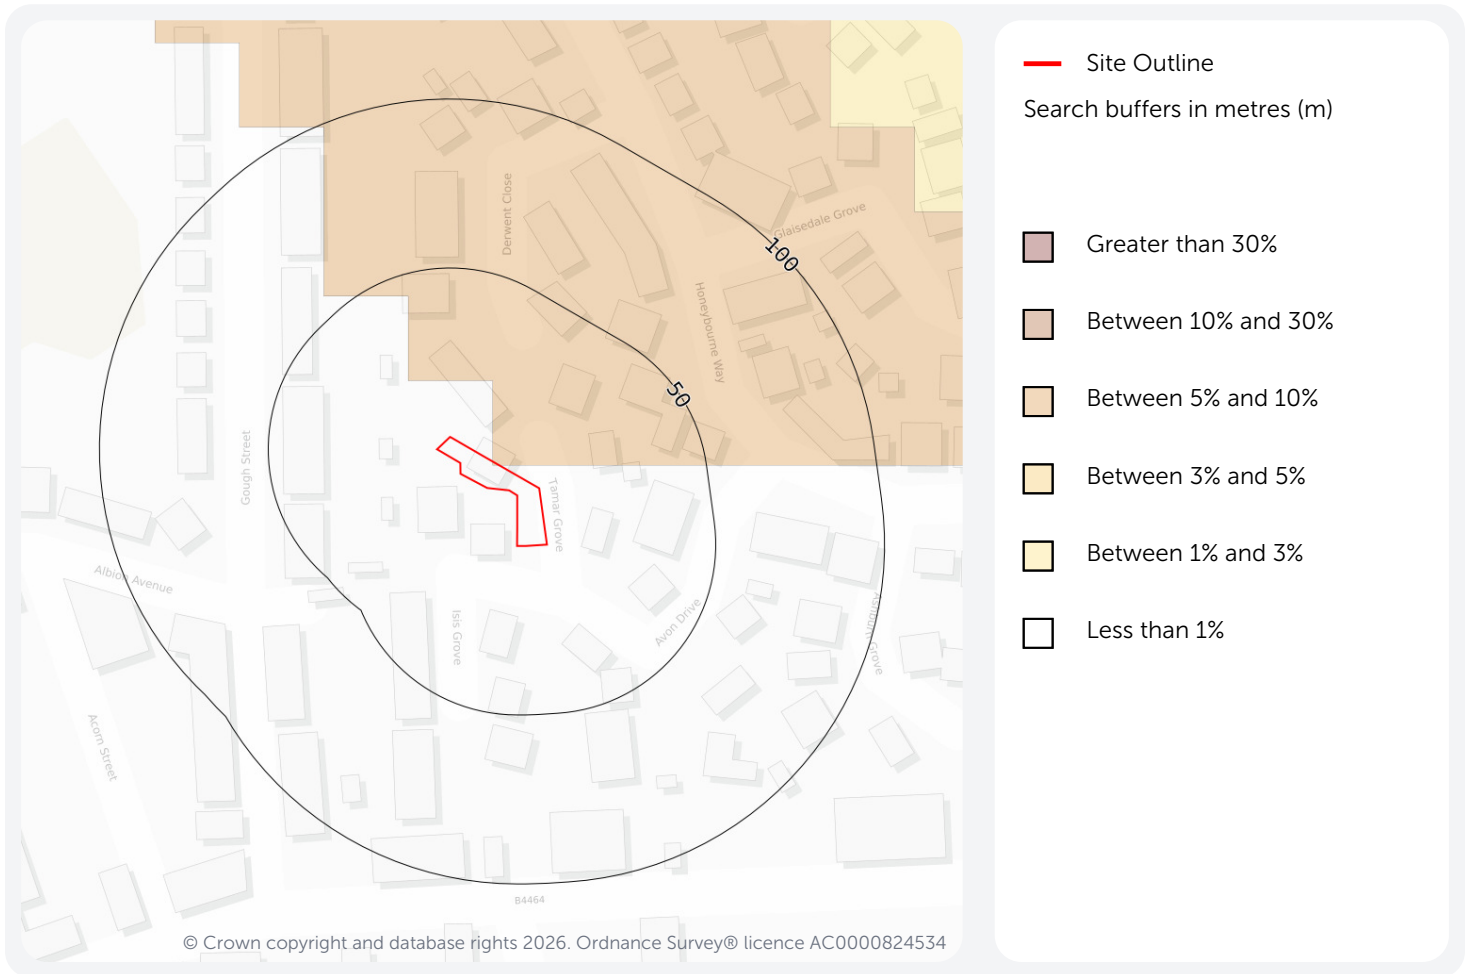 Derwent Close
Glaisedale Grove
100
Honeybourne Way
50
Gough Street
Tamar Grove
Albion Avenue
Isis Grove
Avon Drive
Ashburn Grove
Acorn Street
B4464
© Crown copyright and database rights 2026. Ordnance Survey® licence AC0000824534
Site Outline
Search buffers in metres (m)
Greater than 30%
Between 10% and 30%
Between 5% and 10%
Between 3% and 5%
Between 1% and 3%
Less than 1%